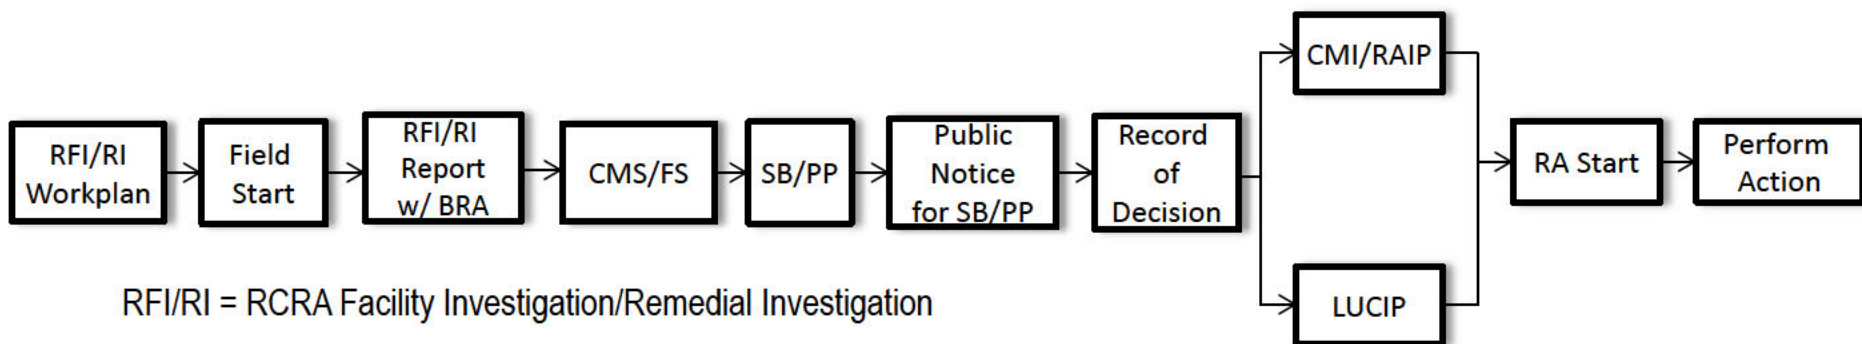 RFI/RI
Workplan
Field
Start
RFI/RI
Report
w/ BRA
CMS/FS
SB/PP
Public
Notice
for SB/PP
Record
of
Decision
CMI/RAIP
LUCIP
RA Start
Perform
Action
RFI/RI = RCRA Facility Investigation/Remedial Investigation